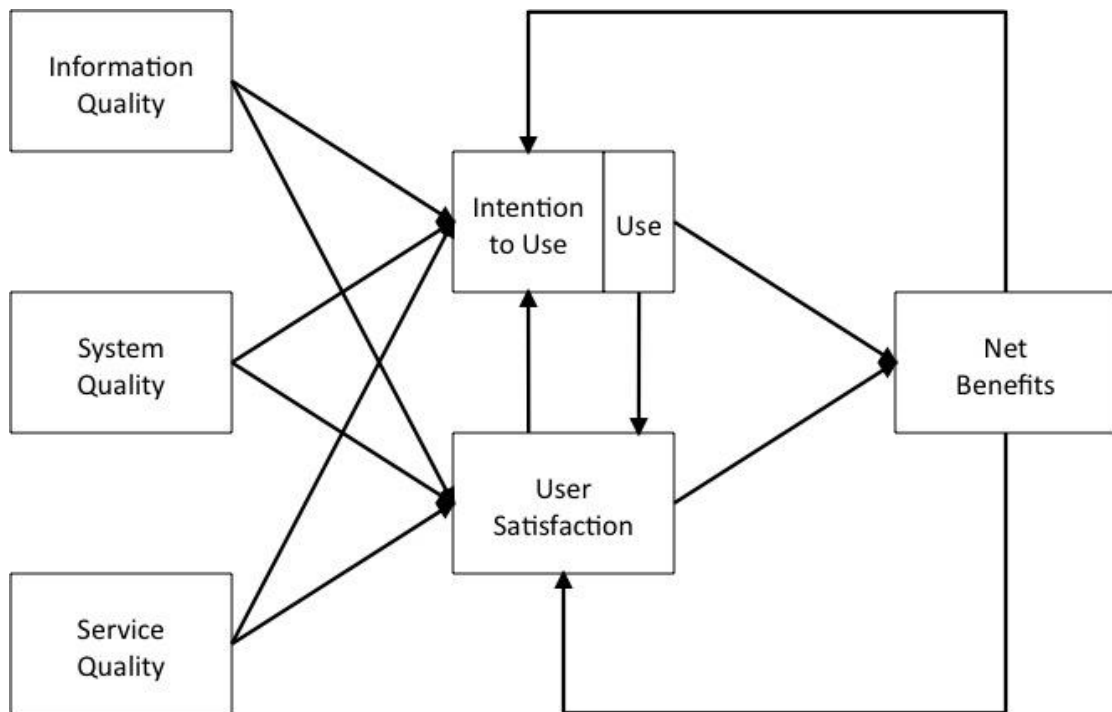 Information
Quality
Intention
to Use
Use
System
Quality
Net
Benefits
User
Satisfaction
Service
Quality